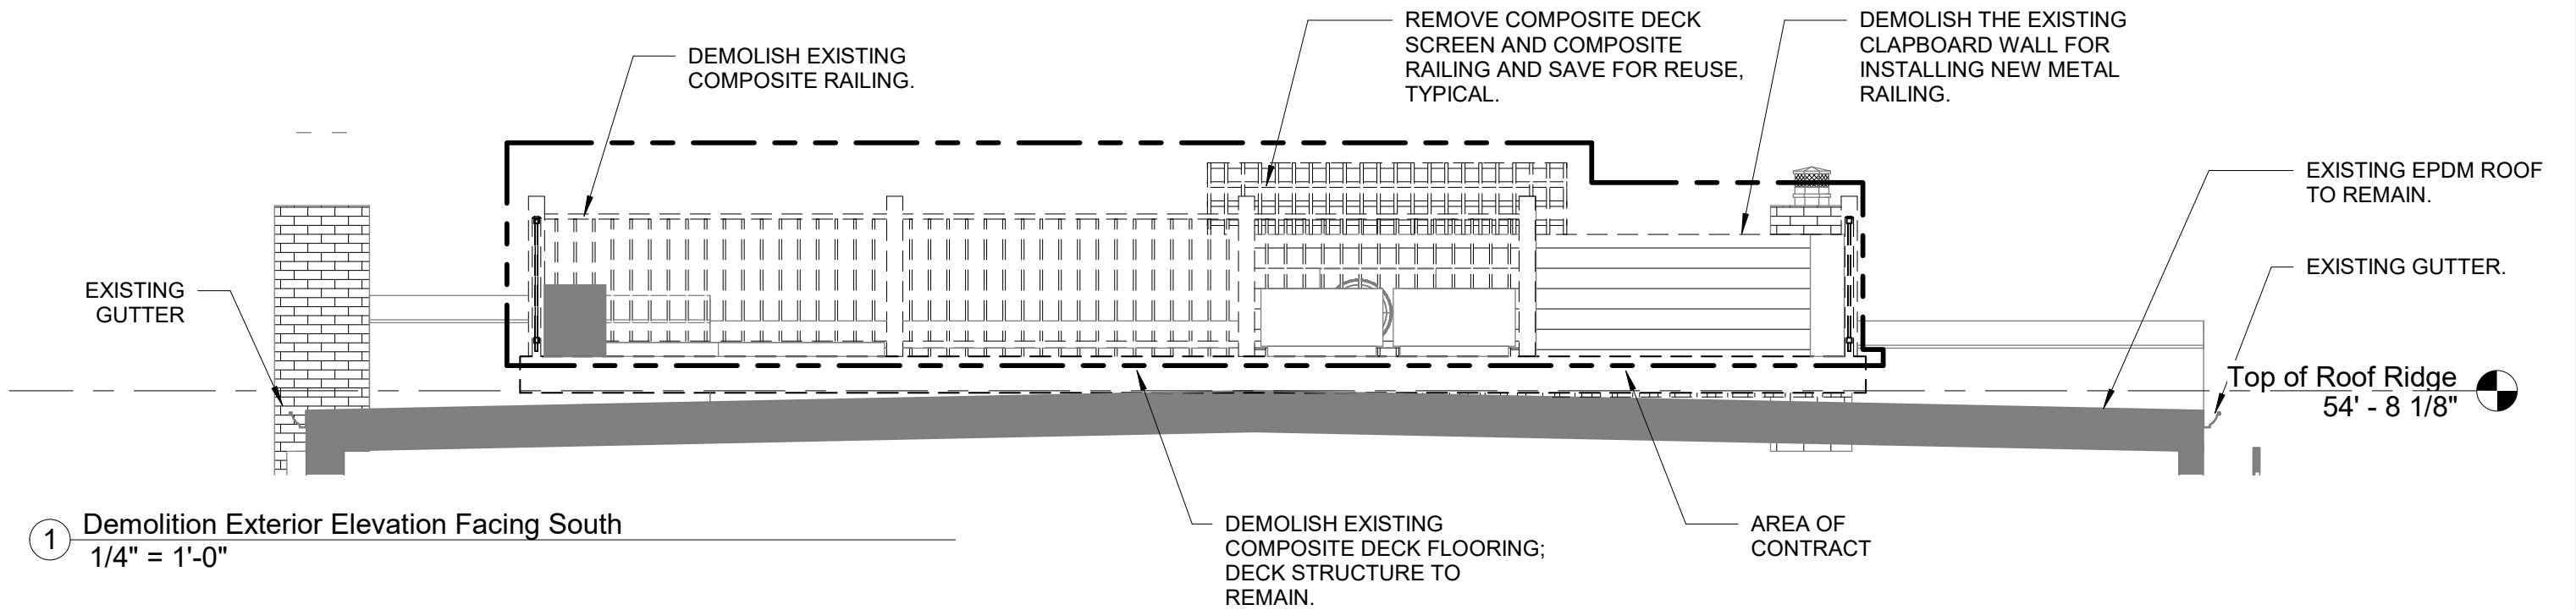 REMOVE COMPOSITE DECK
SCREEN AND COMPOSITE
RAILING AND SAVE FOR REUSE,
TYPICAL.
DEMOLISH THE EXISTING
CLAPBOARD WALL FOR
INSTALLING NEW METAL
RAILING.
DEMOLISH EXISTING
COMPOSITE RAILING.
EXISTING EPDM ROOF
TO REMAIN.
EXISTING GUTTER.
EXISTING
GUTTER
Top of Roof Ridge
54' - 8 1/8"
1
Demolition Exterior Elevation Facing South
1/4" = 1'-0"
DEMOLISH EXISTING
COMPOSITE DECK FLOORING;
DECK STRUCTURE TO
REMAIN.
AREA OF
CONTRACT